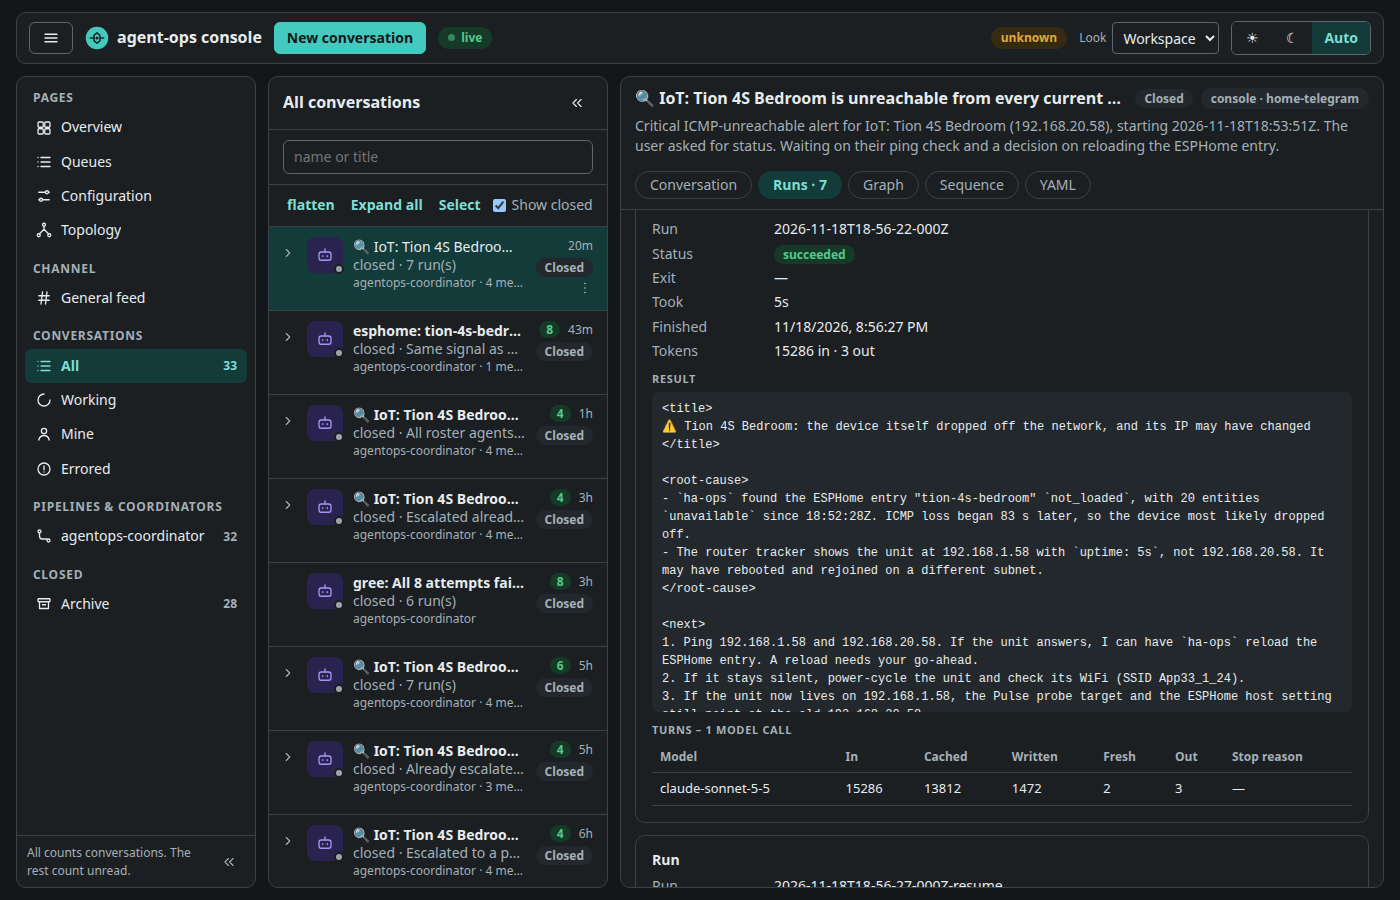 agent-ops console
New conversation
live
unknown
Look
Workspace
Auto
PAGES
Overview
Queues
Configuration
Topology
CHANNEL
General feed
CONVERSATIONS
All 33
Working
Mine
Errored
PIPELINES & COORDINATORS
agentops-coordinator 32
CLOSED
Archive 28
All counts conversations. The
rest count unread.
All conversations
name or title
flatten Expand all Select Show closed
IoT: Tion 4S Bedroo... 20m
closed · 7 run(s) Closed
agentops-coordinator · 4 me...
esphome: tion-4s-bedr... 8 43m
closed · Same signal as ... Closed
agentops-coordinator · 1 me...
IoT: Tion 4S Bedroo... 4 1h
closed · All roster agents... Closed
agentops-coordinator · 4 me...
IoT: Tion 4S Bedroo... 4 3h
closed · Escalated alread... Closed
agentops-coordinator · 4 me...
gree: All 8 attempts fai... 8 3h
closed · 6 run(s) Closed
agentops-coordinator
IoT: Tion 4S Bedroo... 6 5h
closed · 7 run(s) Closed
agentops-coordinator · 4 me...
IoT: Tion 4S Bedroo... 4 5h
closed · Already escalate... Closed
agentops-coordinator · 3 me...
IoT: Tion 4S Bedroo... 4 6h
closed · Escalated to a p... Closed
agentops-coordinator · 4 me...
IoT: Tion 4S Bedroom is unreachable from every current ... Closed console · home-telegram
Critical ICMP-unreachable alert for IoT: Tion 4S Bedroom (192.168.20.58), starting 2026-11-18T18:53:51Z. The
user asked for status. Waiting on their ping check and a decision on reloading the ESPHome entry.
Conversation Runs · 7 Graph Sequence YAML
Run 2026-11-18T18-56-22-000Z
Status succeeded
Exit —
Took 5s
Finished 11/18/2026, 8:56:27 PM
Tokens 15286 in · 3 out
RESULT
<title>
⚠️ Tion 4S Bedroom: the device itself dropped off the network, and its IP may have changed
</title>
<root-cause>
- `ha-ops` found the ESPHome entry "tion-4s-bedroom" `not_loaded`, with 20 entities
`unavailable` since 18:52:28Z. ICMP loss began 83 s later, so the device most likely dropped
off.
- The router tracker shows the unit at 192.168.1.58 with `uptime: 5s`, not 192.168.20.58. It
may have rebooted and rejoined on a different subnet.
</root-cause>
<next>
1. Ping 192.168.1.58 and 192.168.20.58. If the unit answers, I can have `ha-ops` reload the
ESPHome entry. A reload needs your go-ahead.
2. If it stays silent, power-cycle the unit and check its WiFi (SSID App33_1_24).
3. If the unit now lives on 192.168.1.58, the Pulse probe target and the ESPHome host setting
still point at the old 192.168.20.58.
TURNS – 1 MODEL CALL
Model In Cached Written Fresh Out Stop reason
claude-sonnet-5-5 15286 13812 1472 2 3 —
Run
Run 2026-11-18T18-56-27-000Z-resume